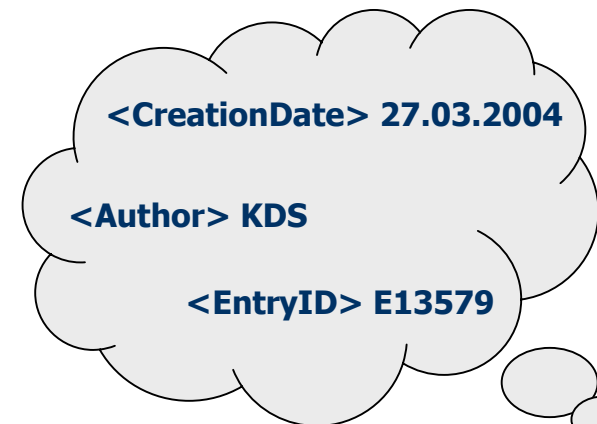 <CreationDate> 27.03.2004
<Author> KDS
<EntryID> E13579